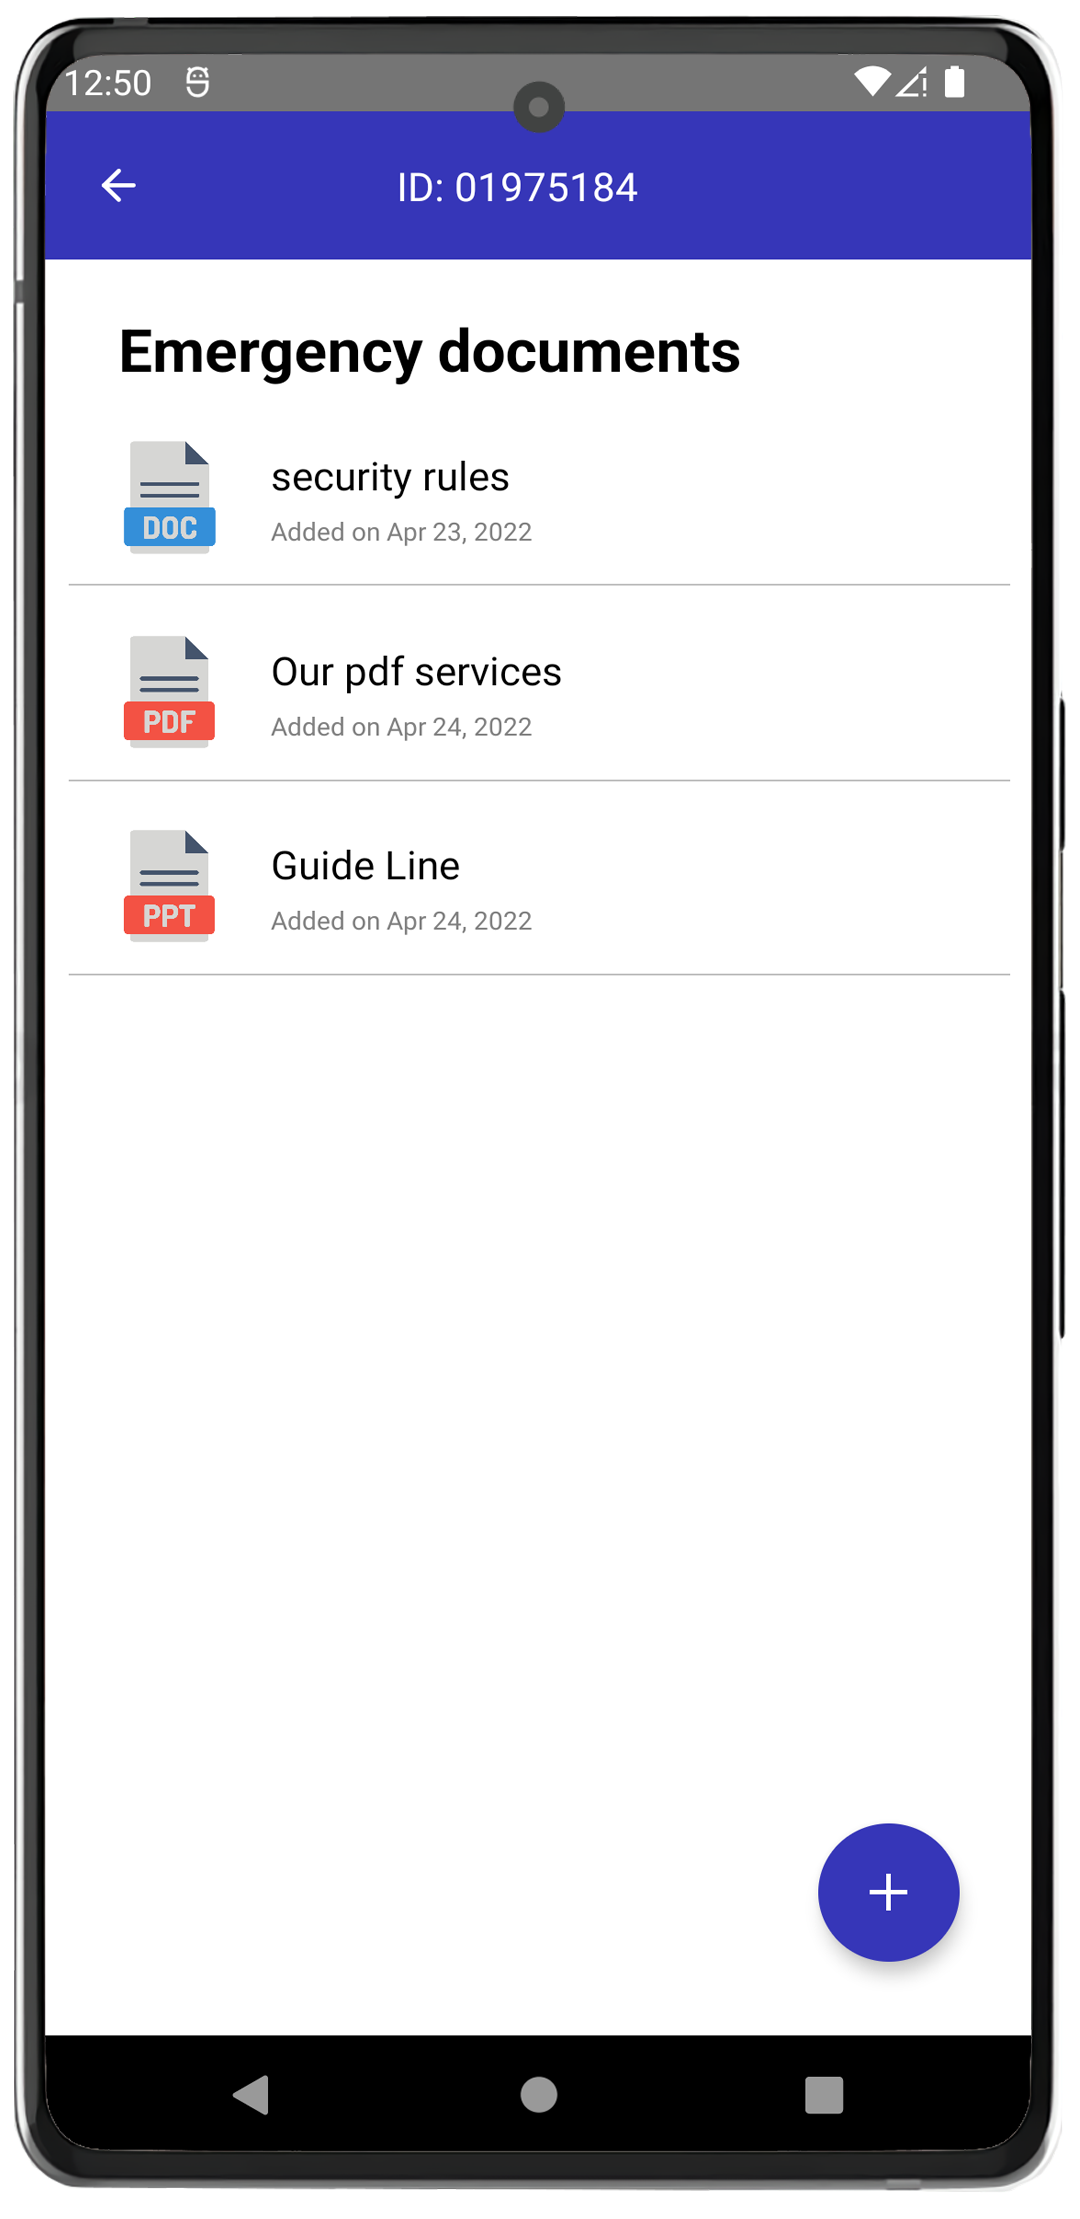 12:50
ID: 01975184
Emergency documents
DOC
security rules
Added on Apr 23, 2022
PDF
Our pdf services
Added on Apr 24, 2022
PPT
Guide Line
Added on Apr 24, 2022